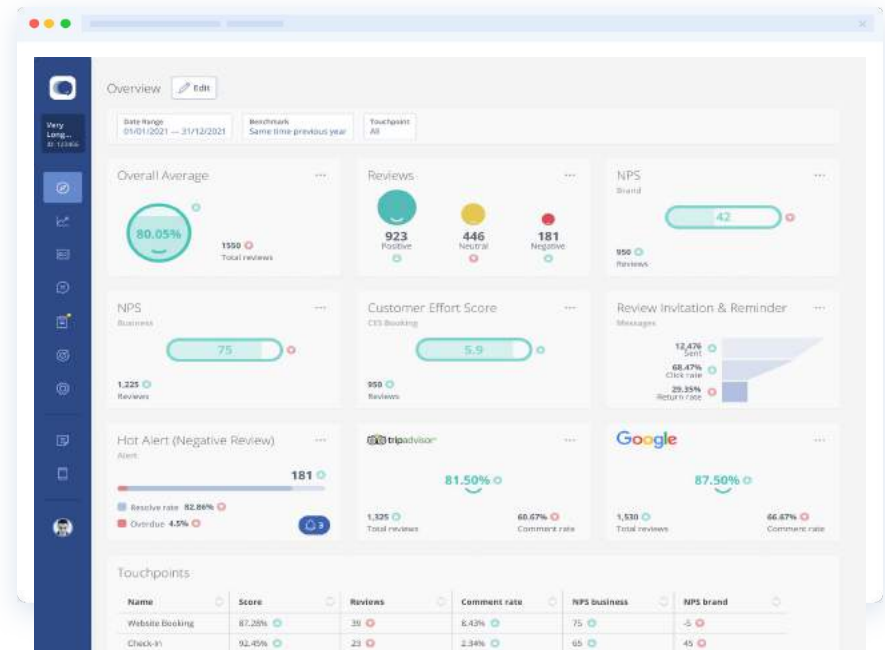 Overview
Edit
Date Range
01/01/2021 — 31/12/2021
Benchmark
Same time previous year
Touchpoint
All
Very
Long...
ID: 123456
Overall Average
80.05%
1550
Total reviews
Reviews
923
Positive
446
Neutral
181
Negative
NPS
Brand
42
950
Reviews
NPS
Business
75
1,225
Reviews
Customer Effort Score
CES Booking
5.9
950
Reviews
Review Invitation & Reminder
Messages
12,476
Sent
68.47%
Click rate
29.35%
Return rate
Hot Alert (Negative Review)
Alert
181
Resolve rate 82.86%
Overdue 4.5%
3
tripadvisor
81.50%
1,325
Total reviews
60.67%
Comment rate
Google
87.50%
1,530
Total reviews
66.67%
Comment rate
Touchpoints
Name Score Reviews Comment rate NPS business NPS brand
Website Booking 87.28% 39 8.43% 75 -5
Check-in 92.45% 23 2.34% 65 45